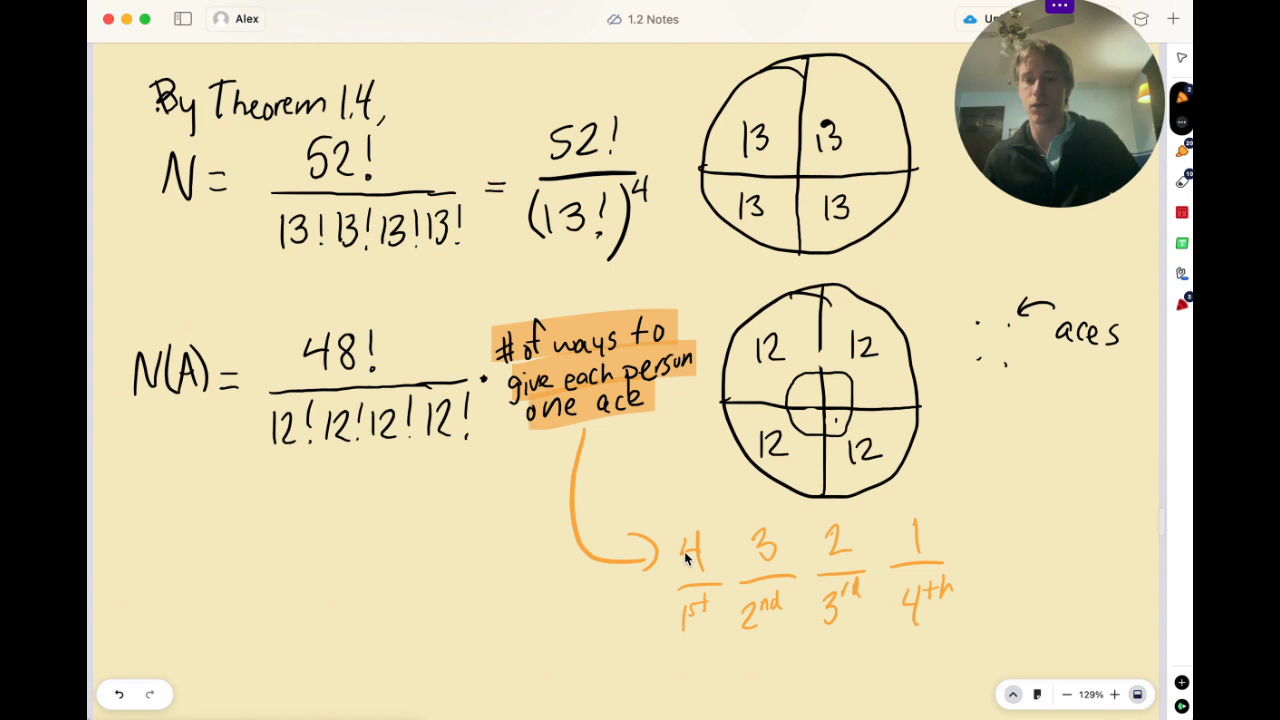 Alex
1.2 Notes
By Theorem 1.4,
N = 52! / 13! 13! 13! 13! = 52! / (13!)^4
13 13
13 13
N(A) = 48! / 12! 12! 12! 12! · # of ways to
give each person
one ace
12 12
12 12
aces
4 3 2 1
1st 2nd 3rd 4th
129%